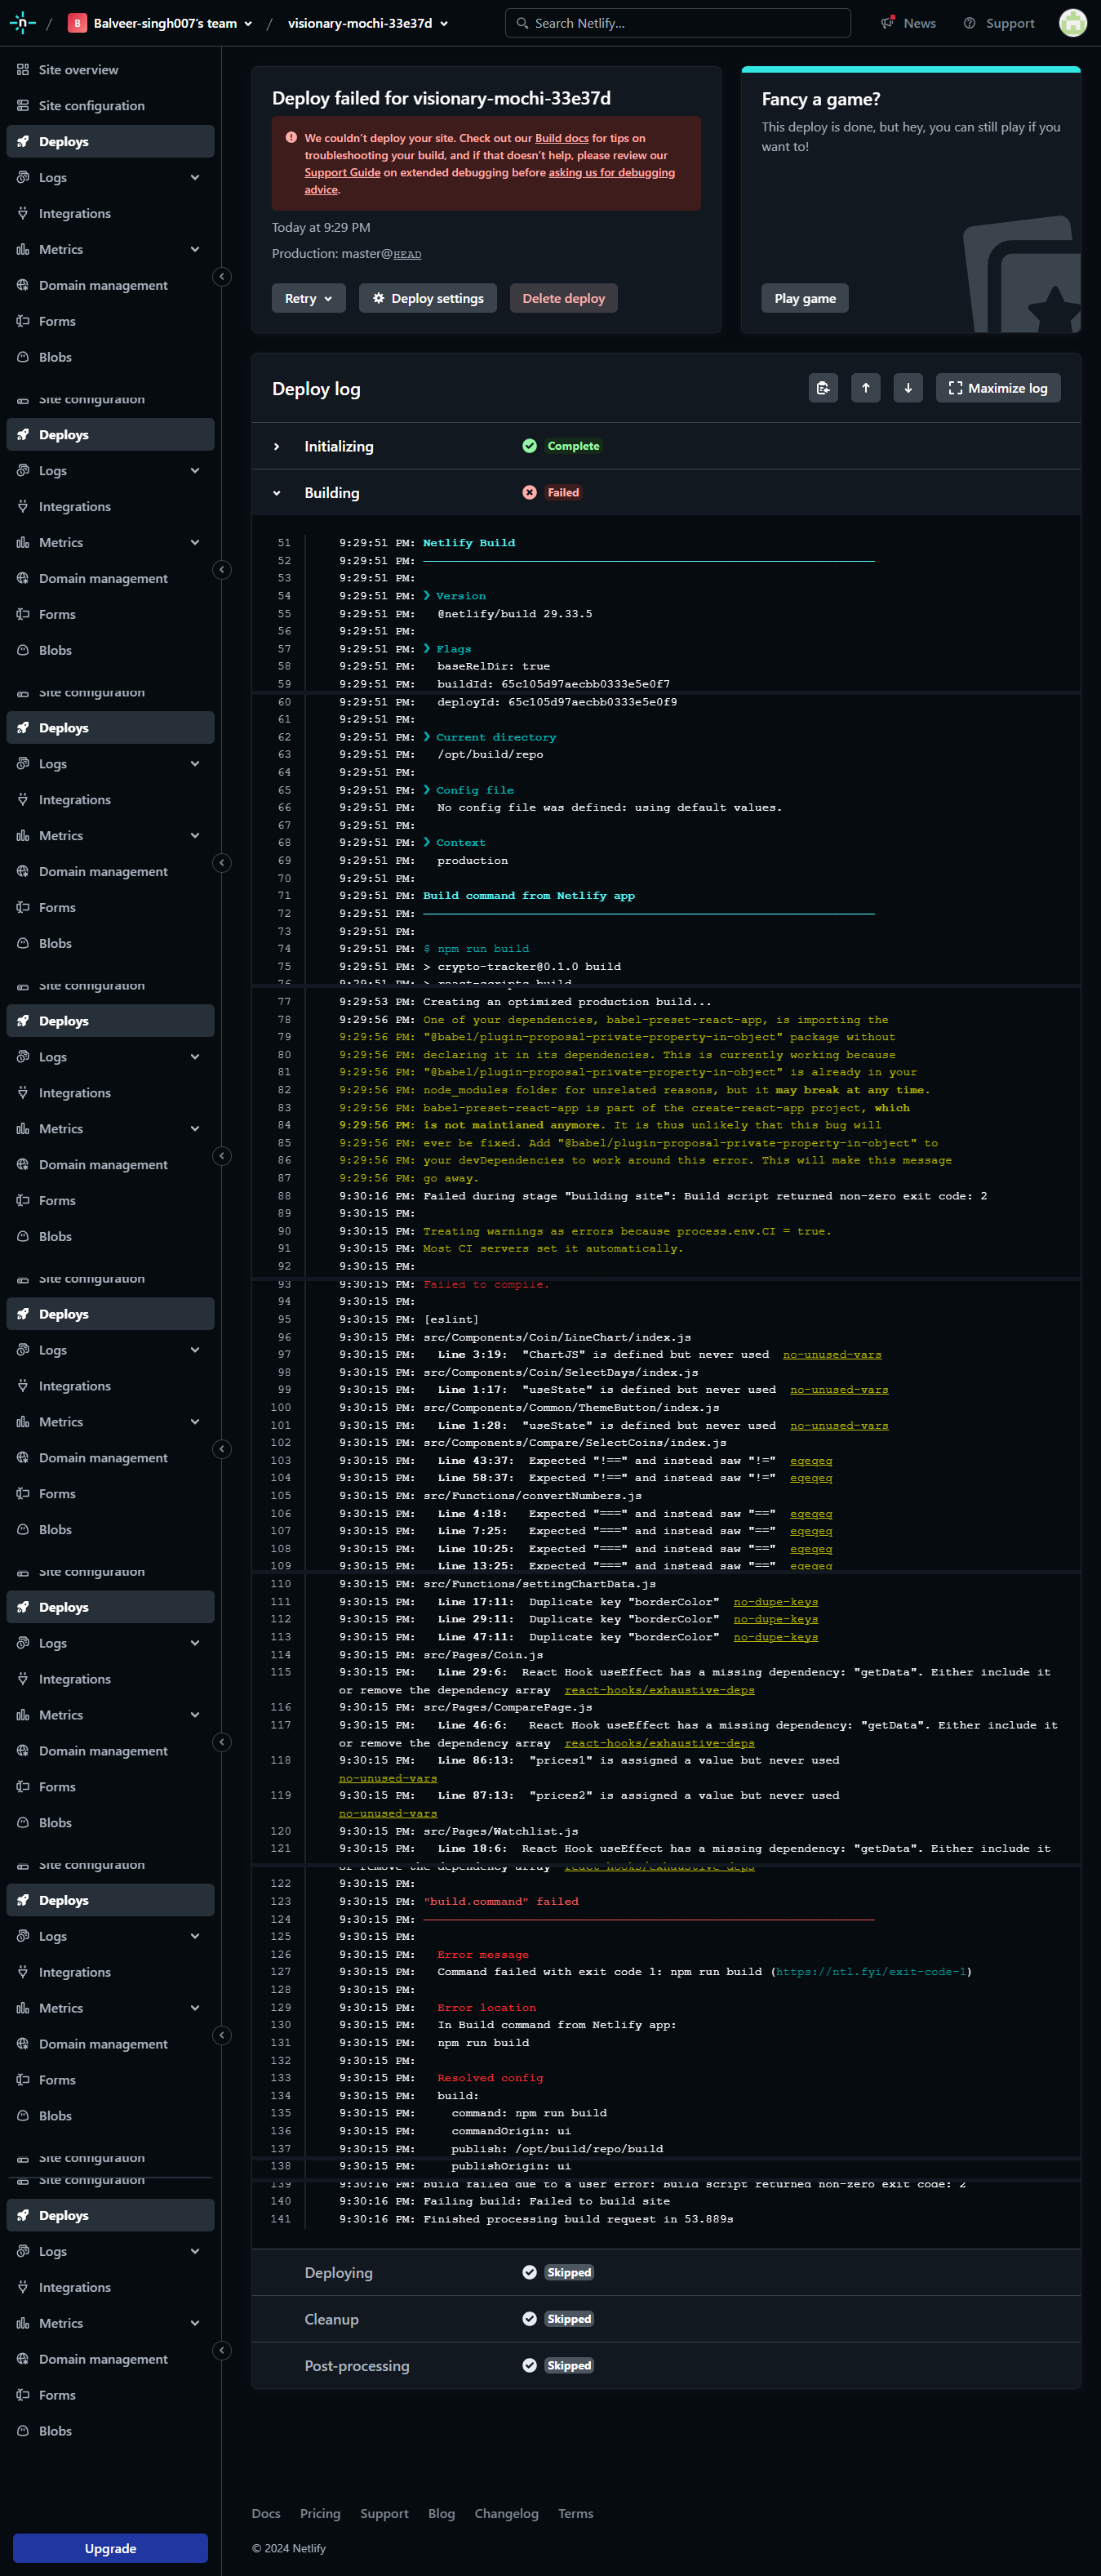 Balveer-singh007's team / visionary-mochi-33e37d
Search Netlify...
News
Support
Site overview
Site configuration
Deploys
Logs
Integrations
Metrics
Domain management
Forms
Blobs
Site configuration
Deploys
Logs
Integrations
Metrics
Domain management
Forms
Blobs
Site configuration
Deploys
Logs
Integrations
Metrics
Domain management
Forms
Blobs
Site configuration
Deploys
Logs
Integrations
Metrics
Domain management
Forms
Blobs
Site configuration
Deploys
Logs
Integrations
Metrics
Domain management
Forms
Blobs
Site configuration
Deploys
Logs
Integrations
Metrics
Domain management
Forms
Blobs
Site configuration
Deploys
Logs
Integrations
Metrics
Domain management
Forms
Blobs
Site configuration
Site configuration
Deploys
Logs
Integrations
Metrics
Domain management
Forms
Blobs
Upgrade
Deploy failed for visionary-mochi-33e37d
We couldn't deploy your site. Check out our Build docs for tips on
troubleshooting your build, and if that doesn't help, please review our
Support Guide on extended debugging before asking us for debugging
advice.
Today at 9:29 PM
Production: master@HEAD
Retry
Deploy settings
Delete deploy
Fancy a game?
This deploy is done, but hey, you can still play if you
want to!
Play game
Deploy log
Maximize log
Initializing Complete
Building Failed
51 9:29:51 PM: Netlify Build
52 9:29:51 PM: ────────────────────────────────────────────────────────────────
53 9:29:51 PM:
54 9:29:51 PM: ❯ Version
55 9:29:51 PM: @netlify/build 29.33.5
56 9:29:51 PM:
57 9:29:51 PM: ❯ Flags
58 9:29:51 PM: baseRelDir: true
59 9:29:51 PM: buildId: 65c105d97aecbb0333e5e0f7
60 9:29:51 PM: deployId: 65c105d97aecbb0333e5e0f9
61 9:29:51 PM:
62 9:29:51 PM: ❯ Current directory
63 9:29:51 PM: /opt/build/repo
64 9:29:51 PM:
65 9:29:51 PM: ❯ Config file
66 9:29:51 PM: No config file was defined: using default values.
67 9:29:51 PM:
68 9:29:51 PM: ❯ Context
69 9:29:51 PM: production
70 9:29:51 PM:
71 9:29:51 PM: Build command from Netlify app
72 9:29:51 PM: ────────────────────────────────────────────────────────────────
73 9:29:51 PM:
74 9:29:51 PM: $ npm run build
75 9:29:51 PM: > crypto-tracker@0.1.0 build
76 9:29:51 PM: > react-scripts build
77 9:29:53 PM: Creating an optimized production build...
78 9:29:56 PM: One of your dependencies, babel-preset-react-app, is importing the
79 9:29:56 PM: "@babel/plugin-proposal-private-property-in-object" package without
80 9:29:56 PM: declaring it in its dependencies. This is currently working because
81 9:29:56 PM: "@babel/plugin-proposal-private-property-in-object" is already in your
82 9:29:56 PM: node_modules folder for unrelated reasons, but it may break at any time.
83 9:29:56 PM: babel-preset-react-app is part of the create-react-app project, which
84 9:29:56 PM: is not maintianed anymore. It is thus unlikely that this bug will
85 9:29:56 PM: ever be fixed. Add "@babel/plugin-proposal-private-property-in-object" to
86 9:29:56 PM: your devDependencies to work around this error. This will make this message
87 9:29:56 PM: go away.
88 9:30:16 PM: Failed during stage "building site": Build script returned non-zero exit code: 2
89 9:30:15 PM:
90 9:30:15 PM: Treating warnings as errors because process.env.CI = true.
91 9:30:15 PM: Most CI servers set it automatically.
92 9:30:15 PM:
93 9:30:15 PM: Failed to compile.
94 9:30:15 PM:
95 9:30:15 PM: [eslint]
96 9:30:15 PM: src/Components/Coin/LineChart/index.js
97 9:30:15 PM: Line 3:19: "ChartJS" is defined but never used no-unused-vars
98 9:30:15 PM: src/Components/Coin/SelectDays/index.js
99 9:30:15 PM: Line 1:17: "useState" is defined but never used no-unused-vars
100 9:30:15 PM: src/Components/Common/ThemeButton/index.js
101 9:30:15 PM: Line 1:28: "useState" is defined but never used no-unused-vars
102 9:30:15 PM: src/Components/Compare/SelectCoins/index.js
103 9:30:15 PM: Line 43:37: Expected "!==" and instead saw "!=" eqeqeq
104 9:30:15 PM: Line 58:37: Expected "!==" and instead saw "!=" eqeqeq
105 9:30:15 PM: src/Functions/convertNumbers.js
106 9:30:15 PM: Line 4:18: Expected "===" and instead saw "==" eqeqeq
107 9:30:15 PM: Line 7:25: Expected "===" and instead saw "==" eqeqeq
108 9:30:15 PM: Line 10:25: Expected "===" and instead saw "==" eqeqeq
109 9:30:15 PM: Line 13:25: Expected "===" and instead saw "==" eqeqeq
110 9:30:15 PM: src/Functions/settingChartData.js
111 9:30:15 PM: Line 17:11: Duplicate key "borderColor" no-dupe-keys
112 9:30:15 PM: Line 29:11: Duplicate key "borderColor" no-dupe-keys
113 9:30:15 PM: Line 47:11: Duplicate key "borderColor" no-dupe-keys
114 9:30:15 PM: src/Pages/Coin.js
115 9:30:15 PM: Line 29:6: React Hook useEffect has a missing dependency: "getData". Either include it
or remove the dependency array react-hooks/exhaustive-deps
116 9:30:15 PM: src/Pages/ComparePage.js
117 9:30:15 PM: Line 46:6: React Hook useEffect has a missing dependency: "getData". Either include it
or remove the dependency array react-hooks/exhaustive-deps
118 9:30:15 PM: Line 86:13: "prices1" is assigned a value but never used
no-unused-vars
119 9:30:15 PM: Line 87:13: "prices2" is assigned a value but never used
no-unused-vars
120 9:30:15 PM: src/Pages/Watchlist.js
121 9:30:15 PM: Line 18:6: React Hook useEffect has a missing dependency: "getData". Either include it
or remove the dependency array react-hooks/exhaustive-deps
122 9:30:15 PM:
123 9:30:15 PM: "build.command" failed
124 9:30:15 PM: ────────────────────────────────────────────────────────────────
125 9:30:15 PM:
126 9:30:15 PM: Error message
127 9:30:15 PM: Command failed with exit code 1: npm run build (https://ntl.fyi/exit-code-1)
128 9:30:15 PM:
129 9:30:15 PM: Error location
130 9:30:15 PM: In Build command from Netlify app:
131 9:30:15 PM: npm run build
132 9:30:15 PM:
133 9:30:15 PM: Resolved config
134 9:30:15 PM: build:
135 9:30:15 PM: command: npm run build
136 9:30:15 PM: commandOrigin: ui
137 9:30:15 PM: publish: /opt/build/repo/build
138 9:30:15 PM: publishOrigin: ui
139 9:30:16 PM: Build failed due to a user error: Build script returned non-zero exit code: 2
140 9:30:16 PM: Failing build: Failed to build site
141 9:30:16 PM: Finished processing build request in 53.889s
Deploying Skipped
Cleanup Skipped
Post-processing Skipped
Docs Pricing Support Blog Changelog Terms
© 2024 Netlify